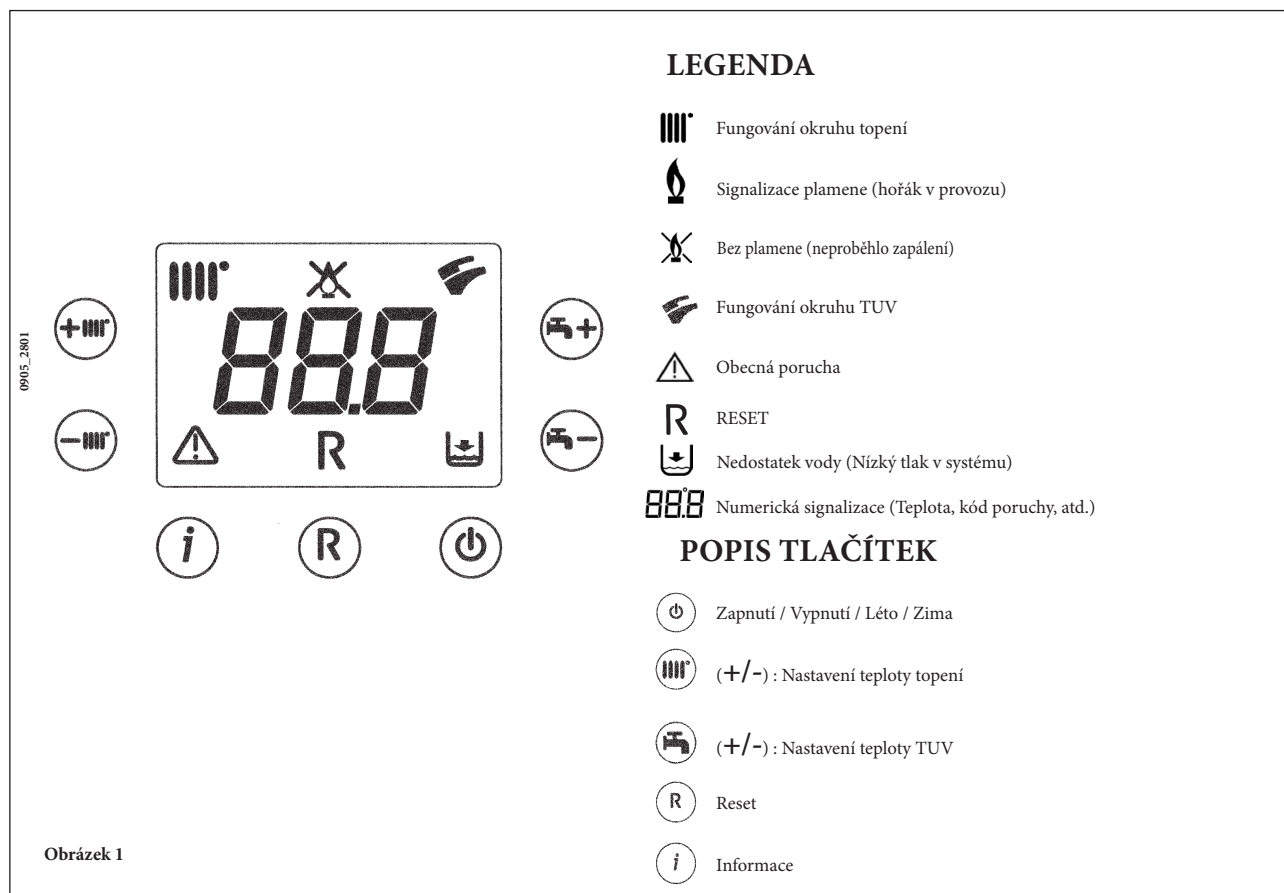 LEGENDA
Fungování okruhu topení
Signalizace plamene (hořák v provozu)
Bez plamene (neproběhlo zapálení)
Fungování okruhu TUV
Obecná porucha
R RESET
Nedostatek vody (Nízký tlak v systému)
88.8 Numerická signalizace (Teplota, kód poruchy, atd.)
POPIS TLAČÍTEK
Zapnutí / Vypnutí / Léto / Zima
(+/-) : Nastavení teploty topení
(+/-) : Nastavení teploty TUV
R Reset
i Informace
0905_2801
+
+
88.8
−
−
R
i R
Obrázek 1